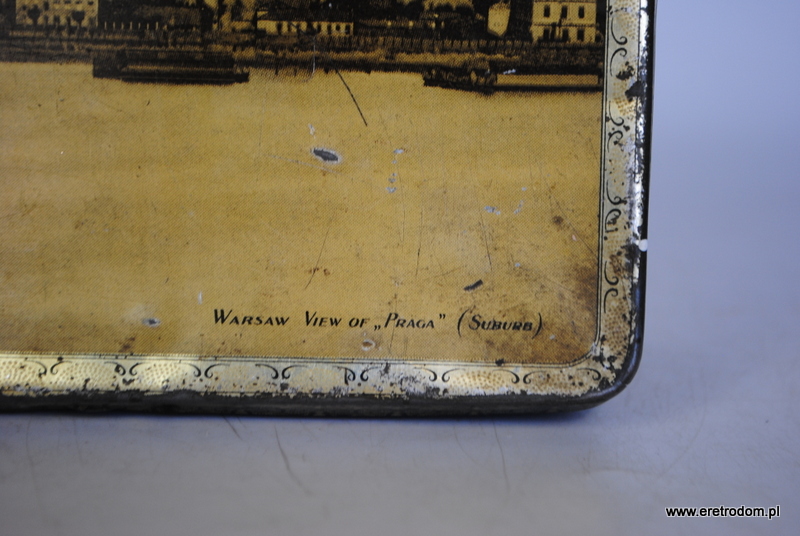 WARSAW VIEW OF „PRAGA” (SUBURB)
www.eretrodom.pl